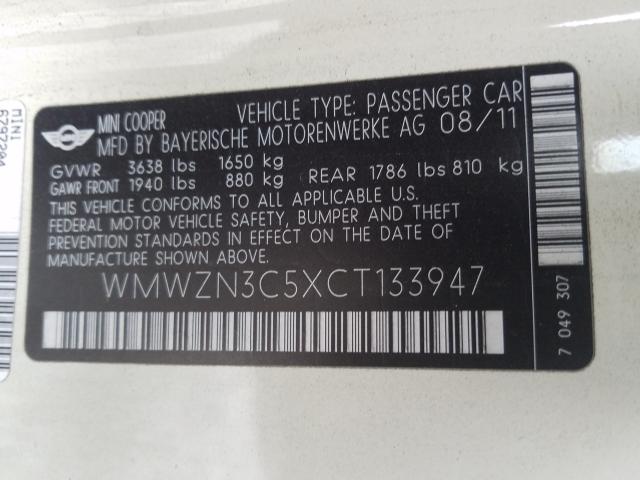 MINI COOPER VEHICLE TYPE: PASSENGER CAR
MFD BY BAYERISCHE MOTORENWERKE AG 08/11
GVWR 3638 lbs 1650 kg
GAWR FRONT 1940 lbs 880 kg REAR 1786 lbs 810 kg
THIS VEHICLE CONFORMS TO ALL APPLICABLE U.S.
FEDERAL MOTOR VEHICLE SAFETY, BUMPER AND THEFT
PREVENTION STANDARDS IN EFFECT ON THE DATE OF
MANUFACTURE SHOWN ABOVE.
WMWZN3C5XCT133947
7 049 307
MINI